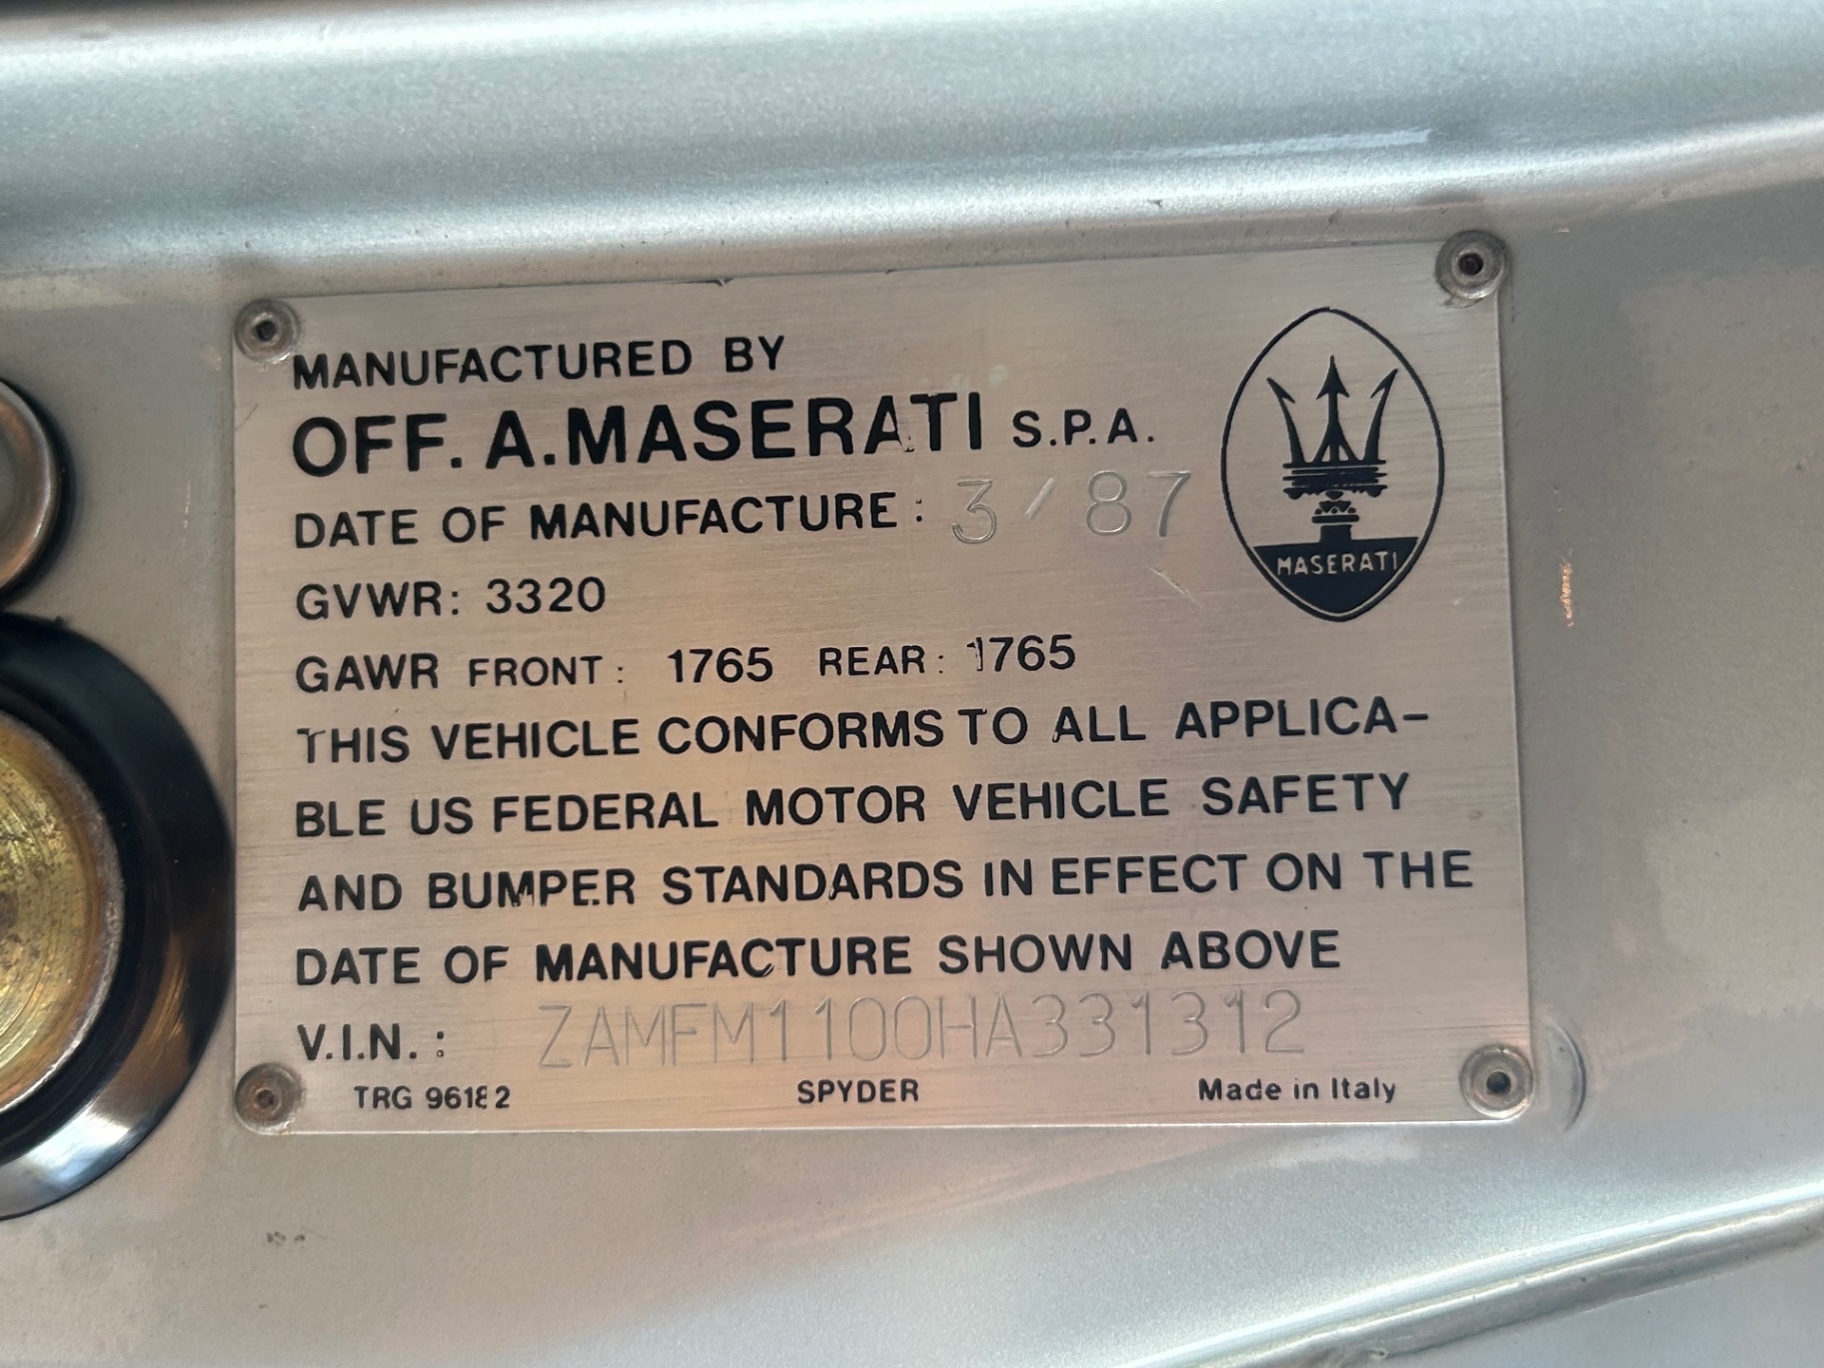 MANUFACTURED BY
OFF. A.MASERATI S.P.A.
DATE OF MANUFACTURE: 3/87
MASERATI
GVWR: 3320
GAWR FRONT: 1765 REAR: 1765
THIS VEHICLE CONFORMS TO ALL APPLICA-
BLE US FEDERAL MOTOR VEHICLE SAFETY
AND BUMPER STANDARDS IN EFFECT ON THE
DATE OF MANUFACTURE SHOWN ABOVE
V.I.N.: ZAMFM1100HA331312
TRG 96182 SPYDER Made in Italy